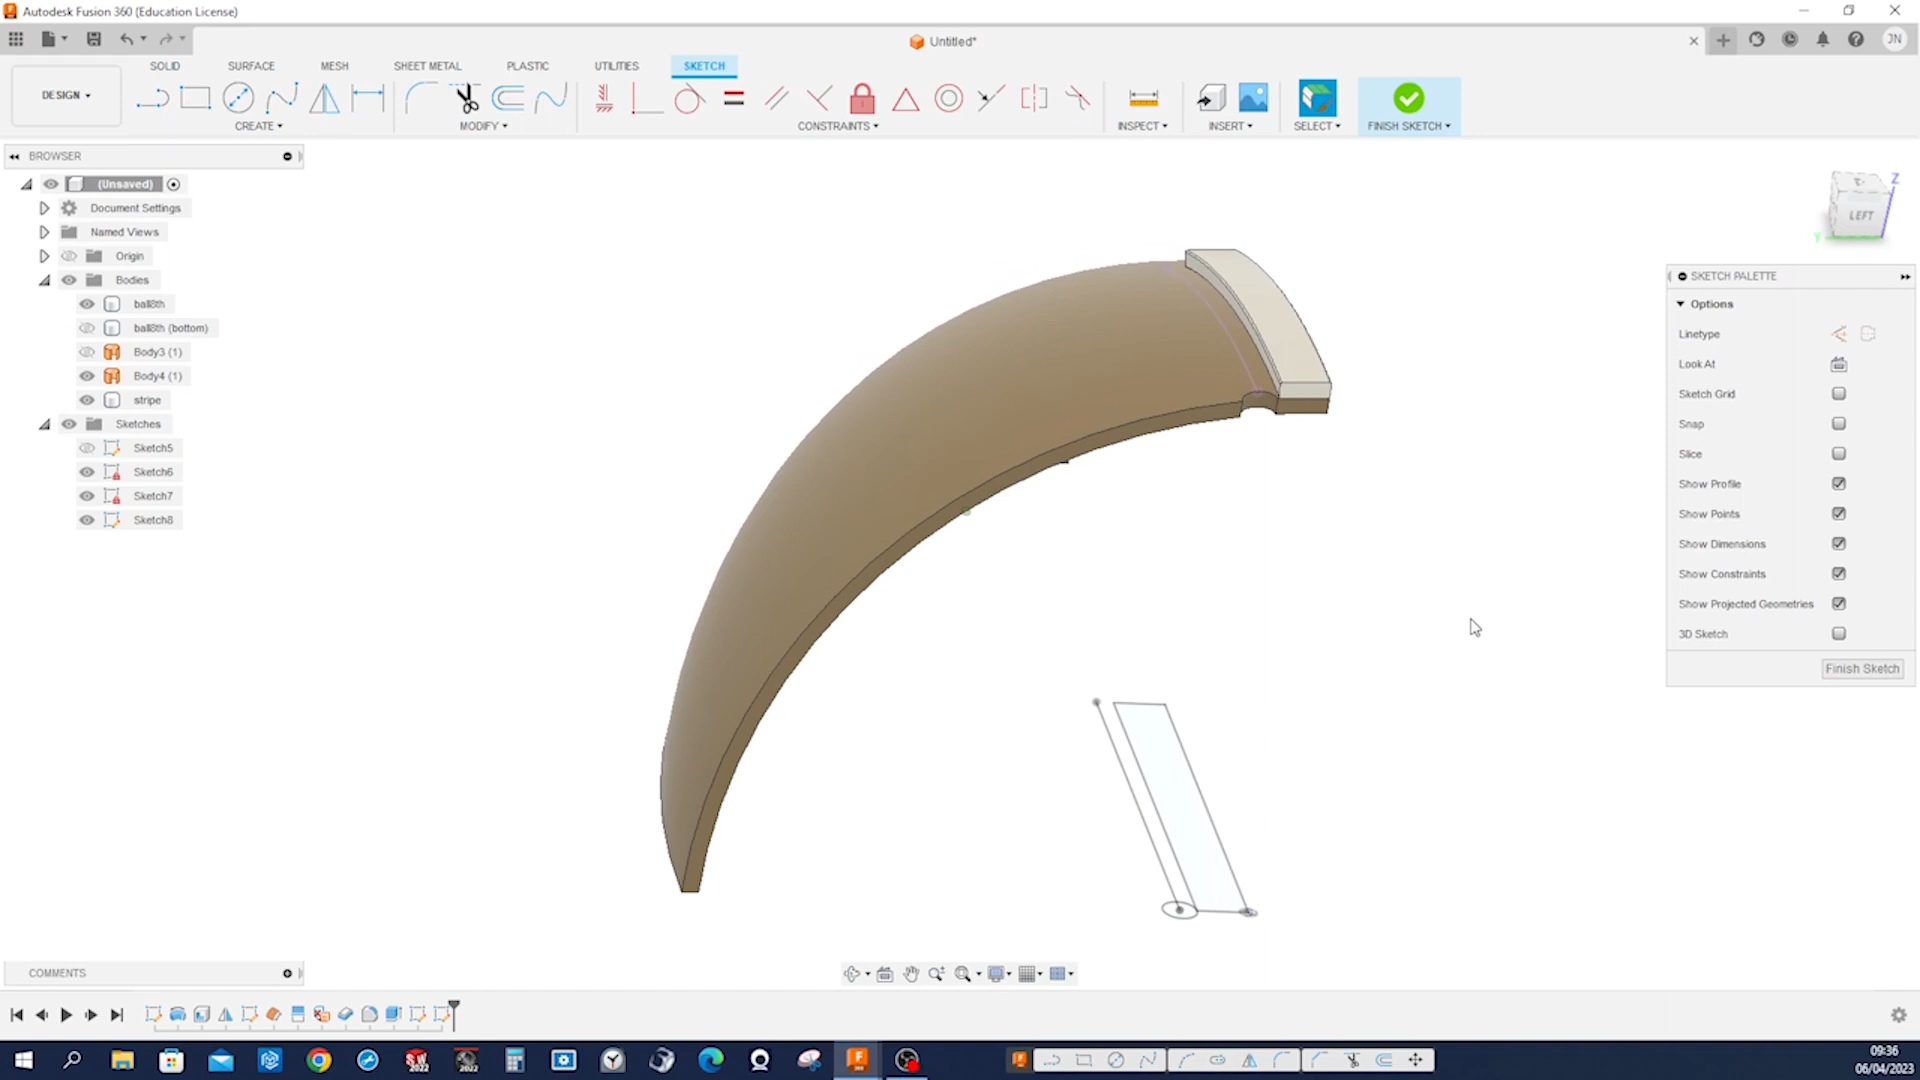 Autodesk Fusion 360 (Education License)
Untitled*
JN
DESIGN
SOLID
SURFACE
MESH
SHEET METAL
PLASTIC
UTILITIES
SKETCH
CREATE
MODIFY
CONSTRAINTS
INSPECT
INSERT
SELECT
FINISH SKETCH
BROWSER
(Unsaved)
Document Settings
Named Views
Origin
Bodies
ball8th
ball8th (bottom)
Body3 (1)
Body4 (1)
stripe
Sketches
Sketch5
Sketch6
Sketch7
Sketch8
Z
LEFT
Y
SKETCH PALETTE
Options
Linetype
Look At
Sketch Grid
Snap
Slice
Show Profile
Show Points
Show Dimensions
Show Constraints
Show Projected Geometries
3D Sketch
Finish Sketch
COMMENTS
SW
2022
2022
F
09:36
06/04/2023